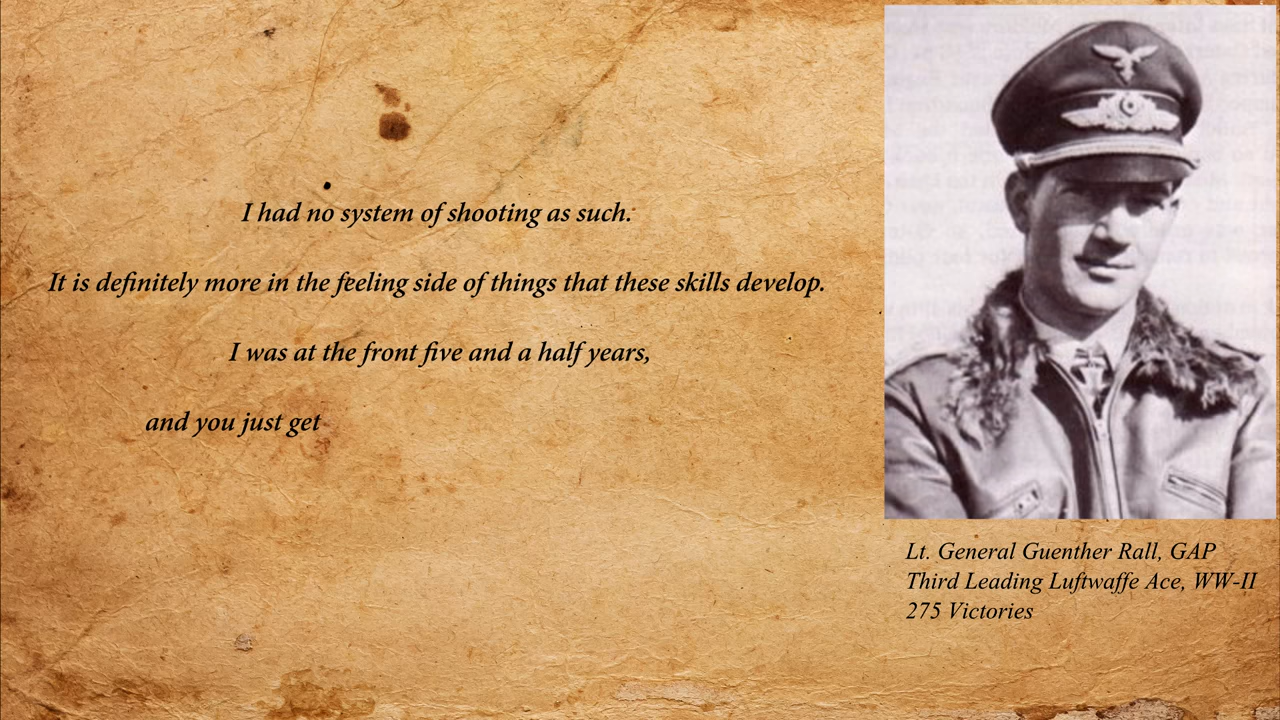 I had no system of shooting as such.
It is definitely more in the feeling side of things that these skills develop.
I was at the front five and a half years,
and you just get
Lt. General Guenther Rall, GAP
Third Leading Luftwaffe Ace, WW-II
275 Victories